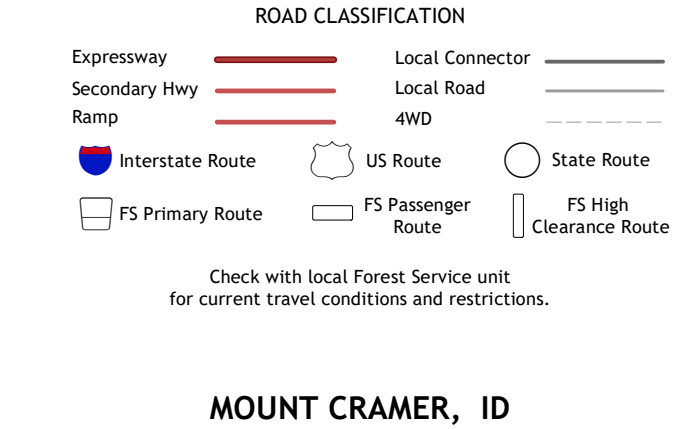 ROAD CLASSIFICATION
Expressway
Local Connector
Secondary Hwy
Local Road
Ramp
4WD
Interstate Route
US Route
State Route
FS Primary Route
FS Passenger
Route
FS High
Clearance Route
Check with local Forest Service unit
for current travel conditions and restrictions.
MOUNT CRAMER, ID